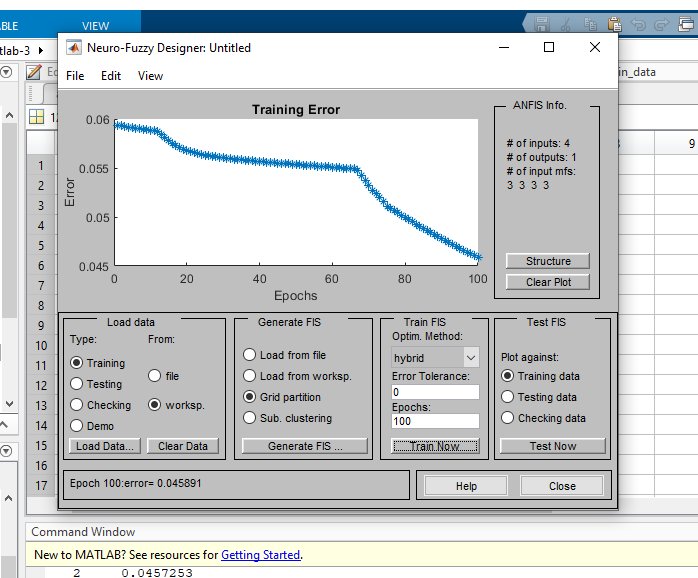 BLE
VIEW
tlab-3
Neuro-Fuzzy Designer: Untitled
File Edit View
in_data
Training Error
0.06
0.055
0.05
0.045
Error
0 20 40 60 80 100
Epochs
ANFIS Info.
# of inputs: 4
# of outputs: 1
# of input mfs:
3 3 3 3
Structure
Clear Plot
9
1
2
3
4
5
6
7
8
9
10
11
12
13
14
15
16
17
Load data
Type: From:
Training
Testing
Checking
Demo
file
worksp.
Load Data...
Clear Data
Generate FIS
Load from file
Load from worksp.
Grid partition
Sub. clustering
Generate FIS ...
Train FIS
Optim. Method:
hybrid
Error Tolerance:
0
Epochs:
100
Train Now
Test FIS
Plot against:
Training data
Testing data
Checking data
Test Now
Epoch 100:error= 0.045891
Help
Close
Command Window
New to MATLAB? See resources for Getting Started.
2 0.0457253